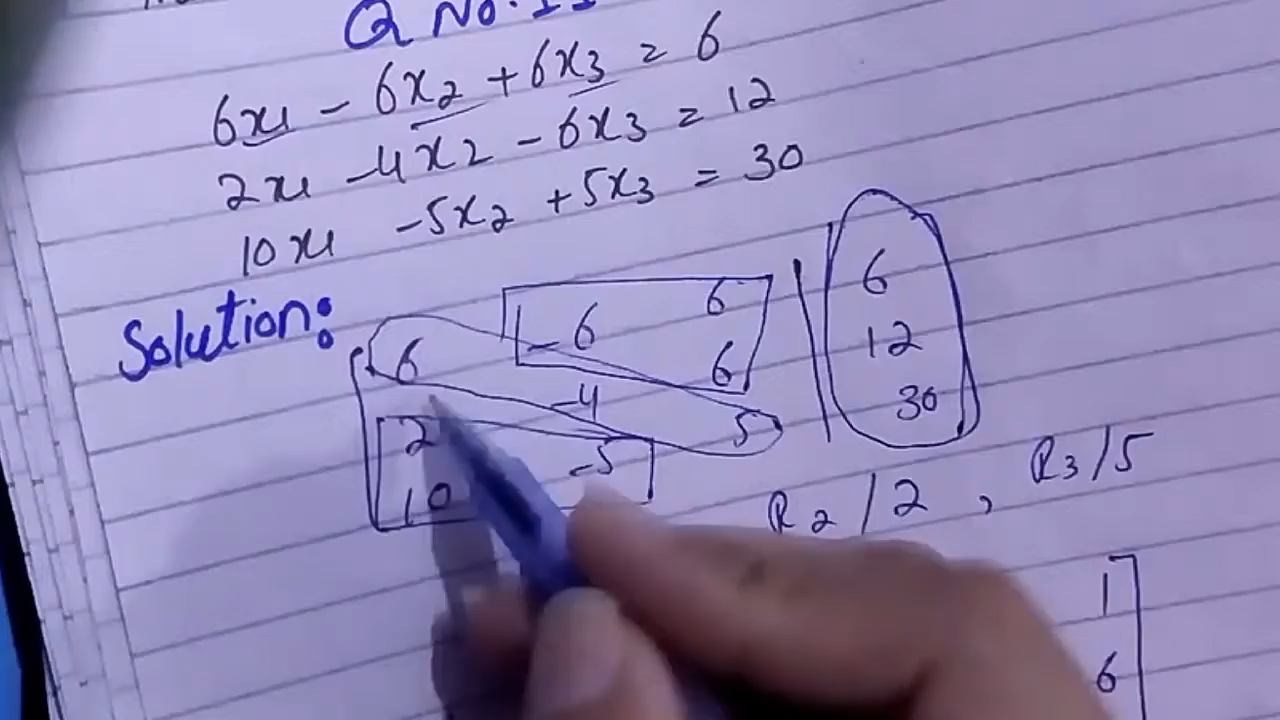 Q No.11
6x1 - 6x2 + 6x3 = 6
2x1 - 4x2 - 6x3 = 12
10x1 - 5x2 + 5x3 = 30
Solution:
6 -6 6 | 6
2 -4 6 | 12
10 -5 5 | 30
R2/2 , R3/5
1
6